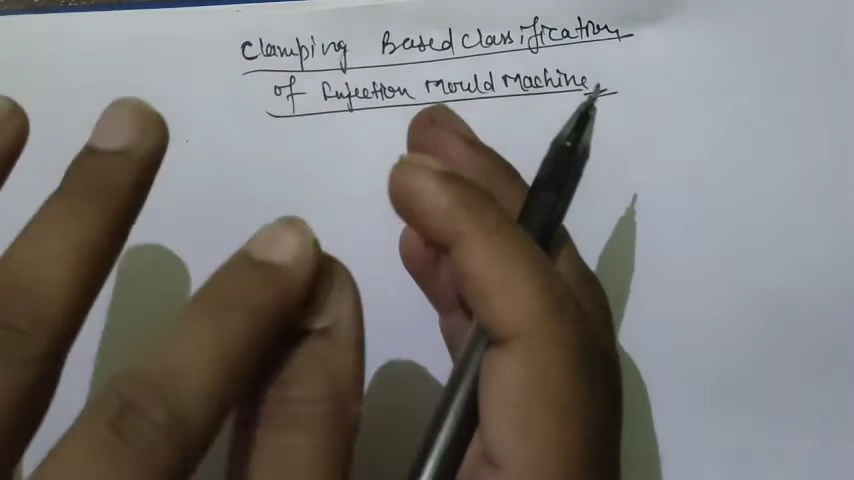 Clamping Based classification
of Injection Mould Machine